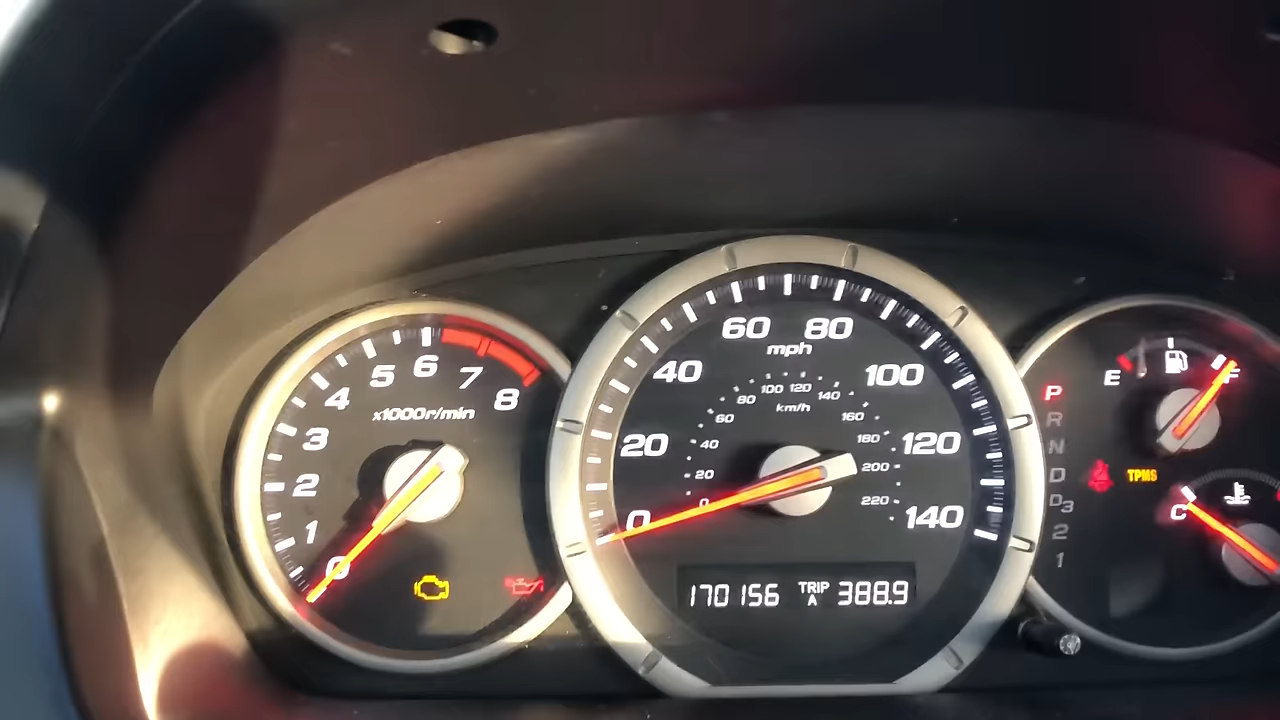 0 1 2 3 4 5 6 7 8
x1000r/min
0 20 40 60 80 100 120 140
mph
0 20 40 60 80 100 120 140 160 180 200 220
km/h
170156 TRIP A 388.9
E F
P
R
N
D
D3
2
1
TPMS
C